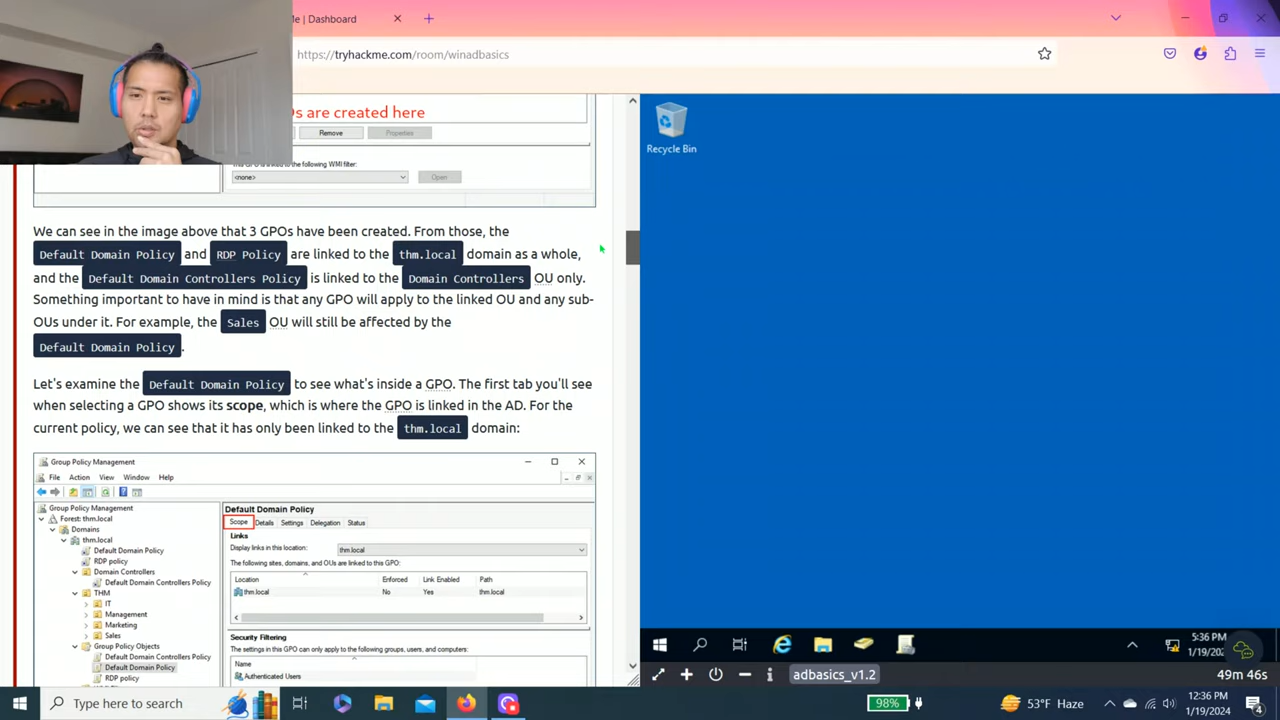 Me | Dashboard
https://tryhackme.com/room/winadbasics
s are created here
Remove
Properties
This GPO is linked to the following WMI filter:
<none>
Open
We can see in the image above that 3 GPOs have been created. From those, the
Default Domain Policy and RDP Policy are linked to the thm.local domain as a whole,
and the Default Domain Controllers Policy is linked to the Domain Controllers OU only.
Something important to have in mind is that any GPO will apply to the linked OU and any sub-
OUs under it. For example, the Sales OU will still be affected by the
Default Domain Policy.
Let's examine the Default Domain Policy to see what's inside a GPO. The first tab you'll see
when selecting a GPO shows its scope, which is where the GPO is linked in the AD. For the
current policy, we can see that it has only been linked to the thm.local domain:
Group Policy Management
File Action View Window Help
Group Policy Management
Forest: thm.local
Domains
thm.local
Default Domain Policy
RDP policy
Domain Controllers
Default Domain Controllers Policy
THM
IT
Management
Marketing
Sales
Group Policy Objects
Default Domain Controllers Policy
Default Domain Policy
RDP policy
Default Domain Policy
Scope Details Settings Delegation Status
Links
Display links in this location: thm.local
The following sites, domains, and OUs are linked to this GPO:
Location Enforced Link Enabled Path
thm.local No Yes thm.local
Security Filtering
The settings in this GPO can only apply to the following groups, users, and computers:
Name
Authenticated Users
Recycle Bin
5:36 PM
1/19/202
adbasics_v1.2
49m 46s
Type here to search
98%
53°F Haze
12:36 PM
1/19/2024
4